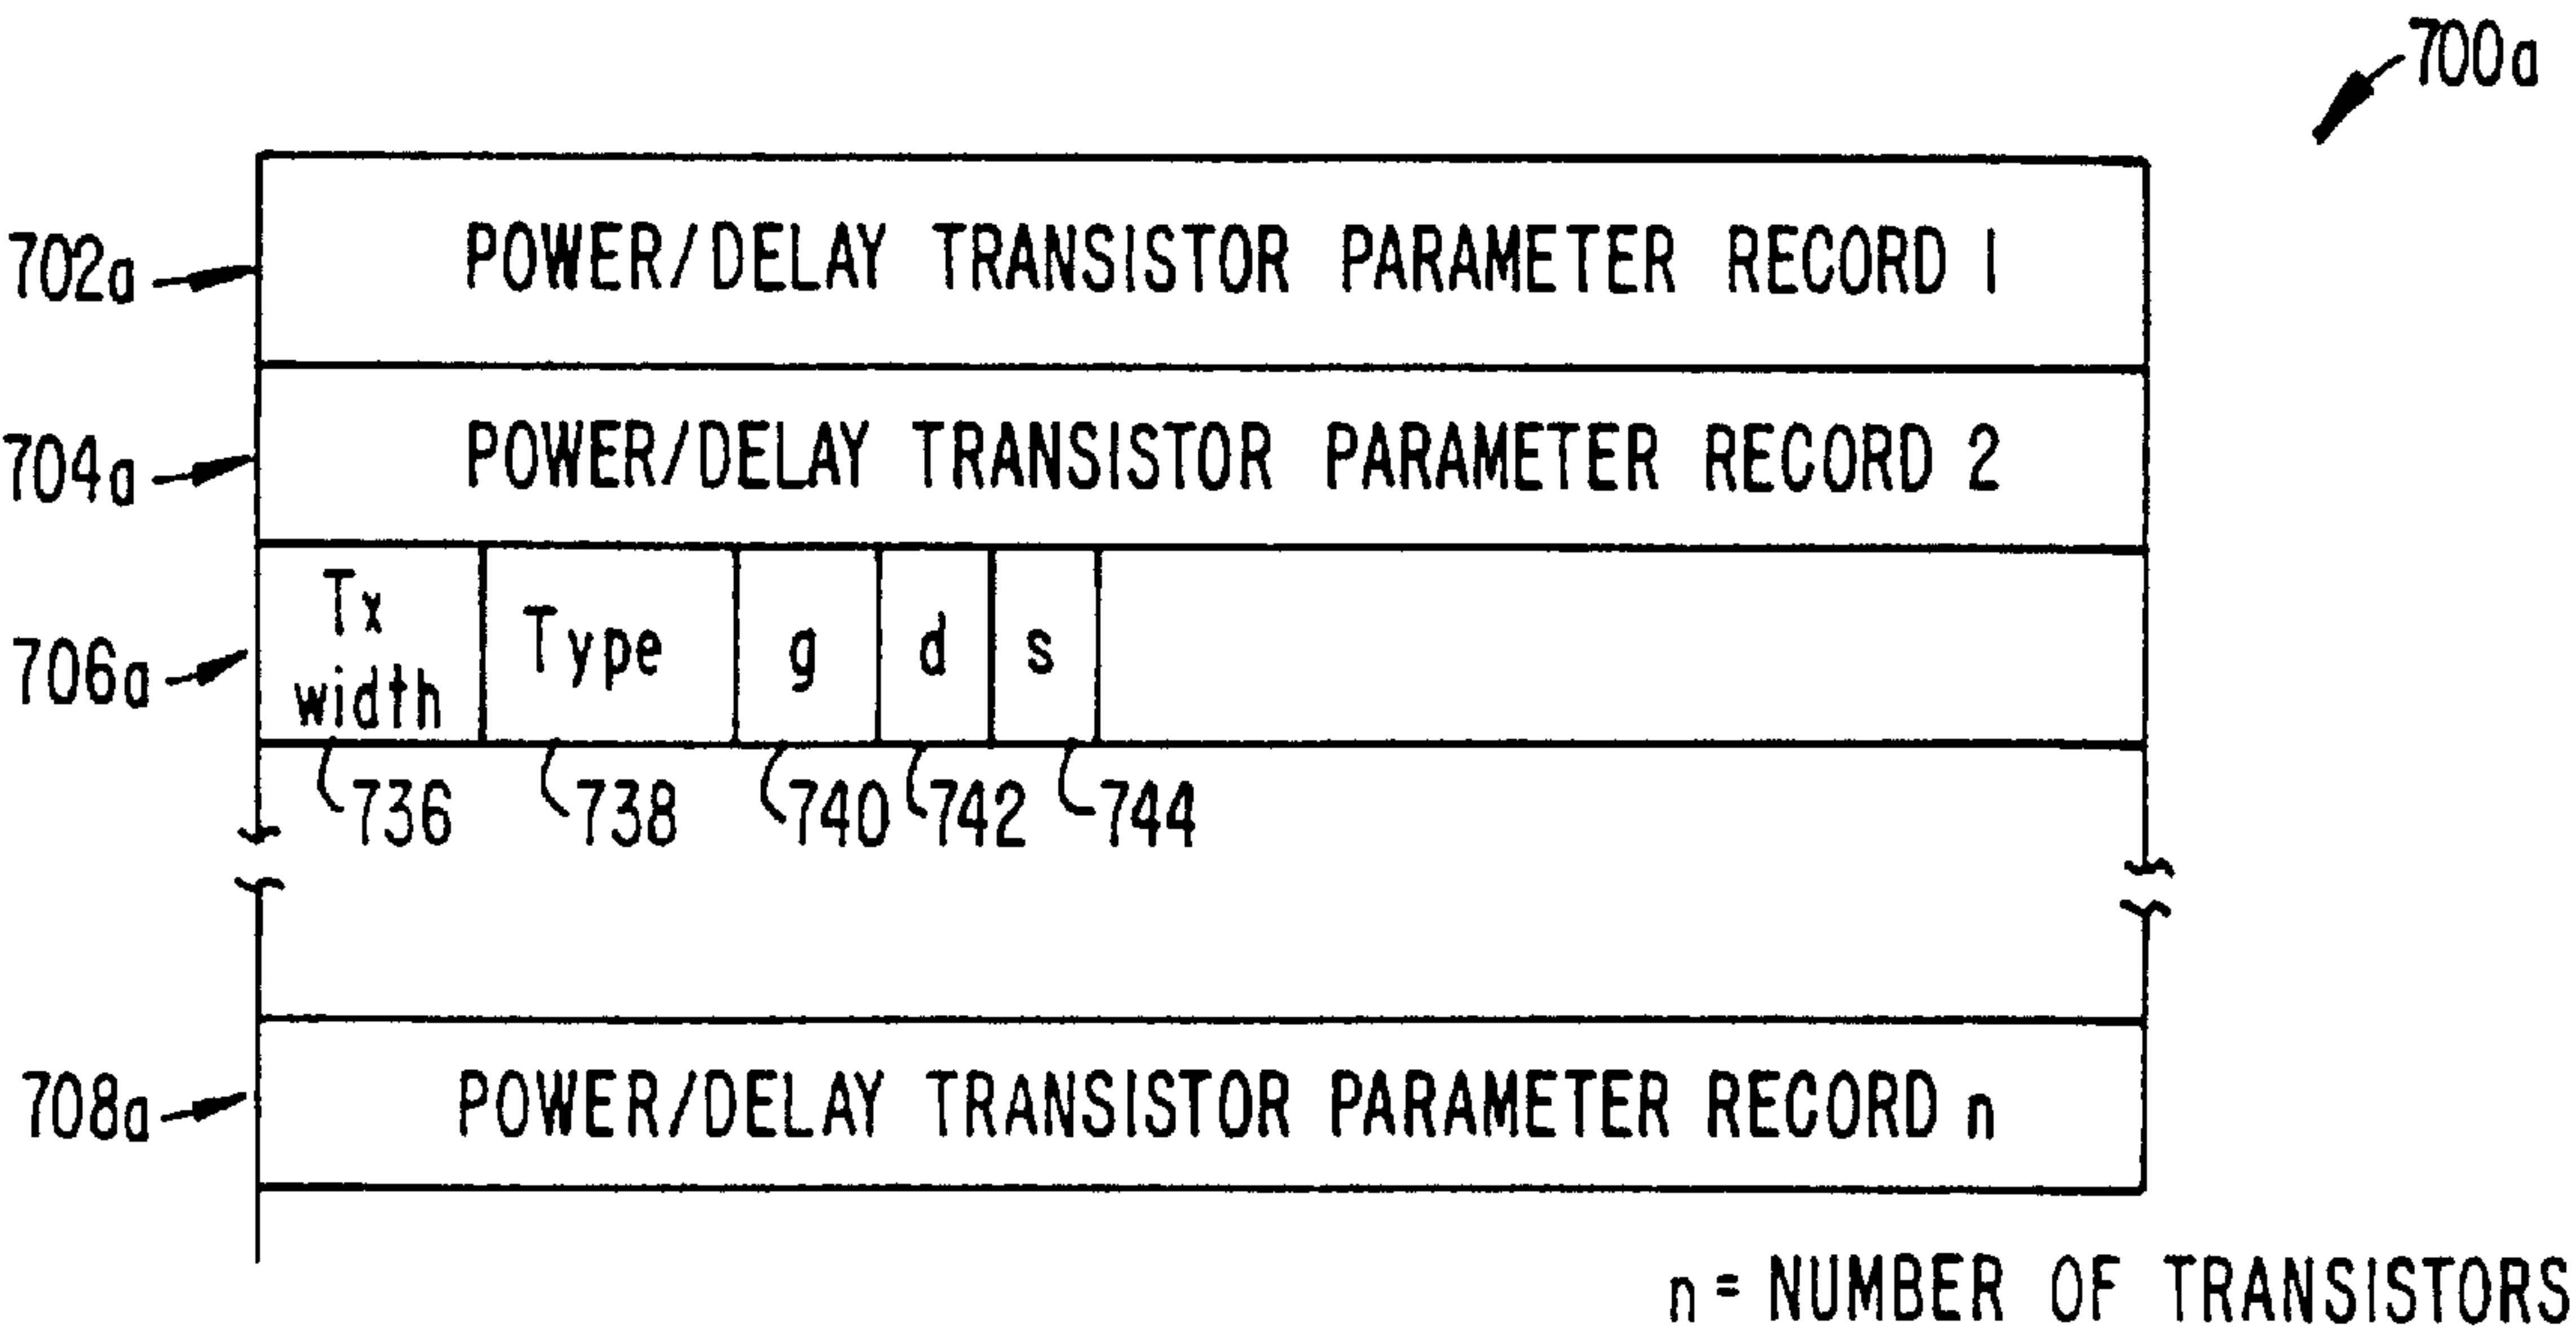 700a
702a
POWER/DELAY TRANSISTOR PARAMETER RECORD 1
704a
POWER/DELAY TRANSISTOR PARAMETER RECORD 2
706a
Tx
width
Type
g
d
s
736
738
740
742
744
708a
POWER/DELAY TRANSISTOR PARAMETER RECORD n
n = NUMBER OF TRANSISTORS